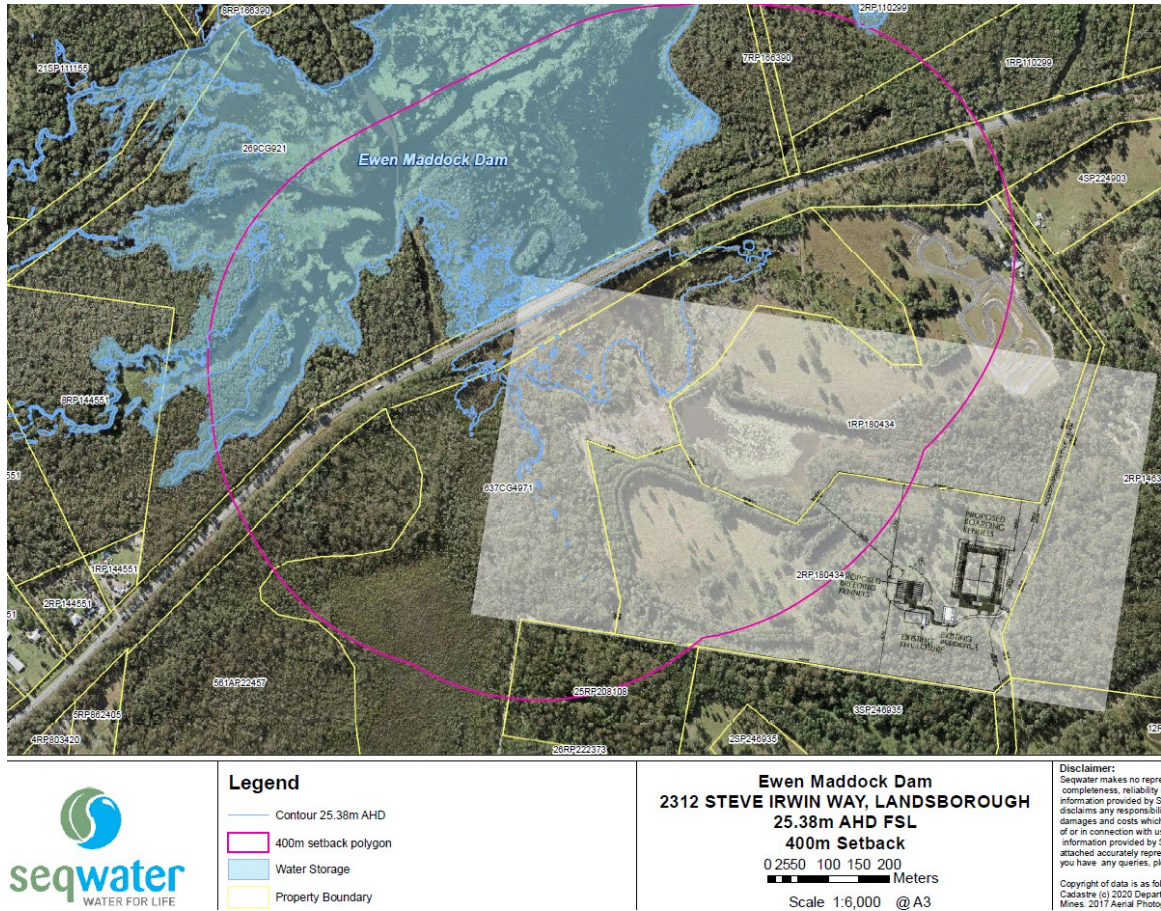 8RP166390
2RP110299
21SP111155
7RP166390
1RP110299
269CG921
Ewen Maddock Dam
4SP224903
8RP144551
1RP180434
637CG4971
PROPOSED
BOARDING
KENNELS
2RP180434
PROPOSED
BREEDING
KENNELS
EXISTING
ENCLOSURE
EXISTING
RESIDENCE
1RP144551
2RP144551
561AP22457
25RP208108
3SP246935
5RP862405
4RP803420
26RP222373
2SP246935
seqwater
WATER FOR LIFE
Legend
Contour 25.38m AHD
400m setback polygon
Water Storage
Property Boundary
Ewen Maddock Dam
2312 STEVE IRWIN WAY, LANDSBOROUGH
25.38m AHD FSL
400m Setback
0 25 50 100 150 200
Meters
Scale 1:6,000 @ A3
Disclaimer:
Seqwater makes no repre
completeness, reliability
information provided by S
disclaims any responsibili
damages and costs which
of or in connection with us
information provided by S
attached accurately repre
you have any queries, pl
Copyright of data is as fol
Cadastre (c) 2020 Depart
Mines. 2017 Aerial Photog